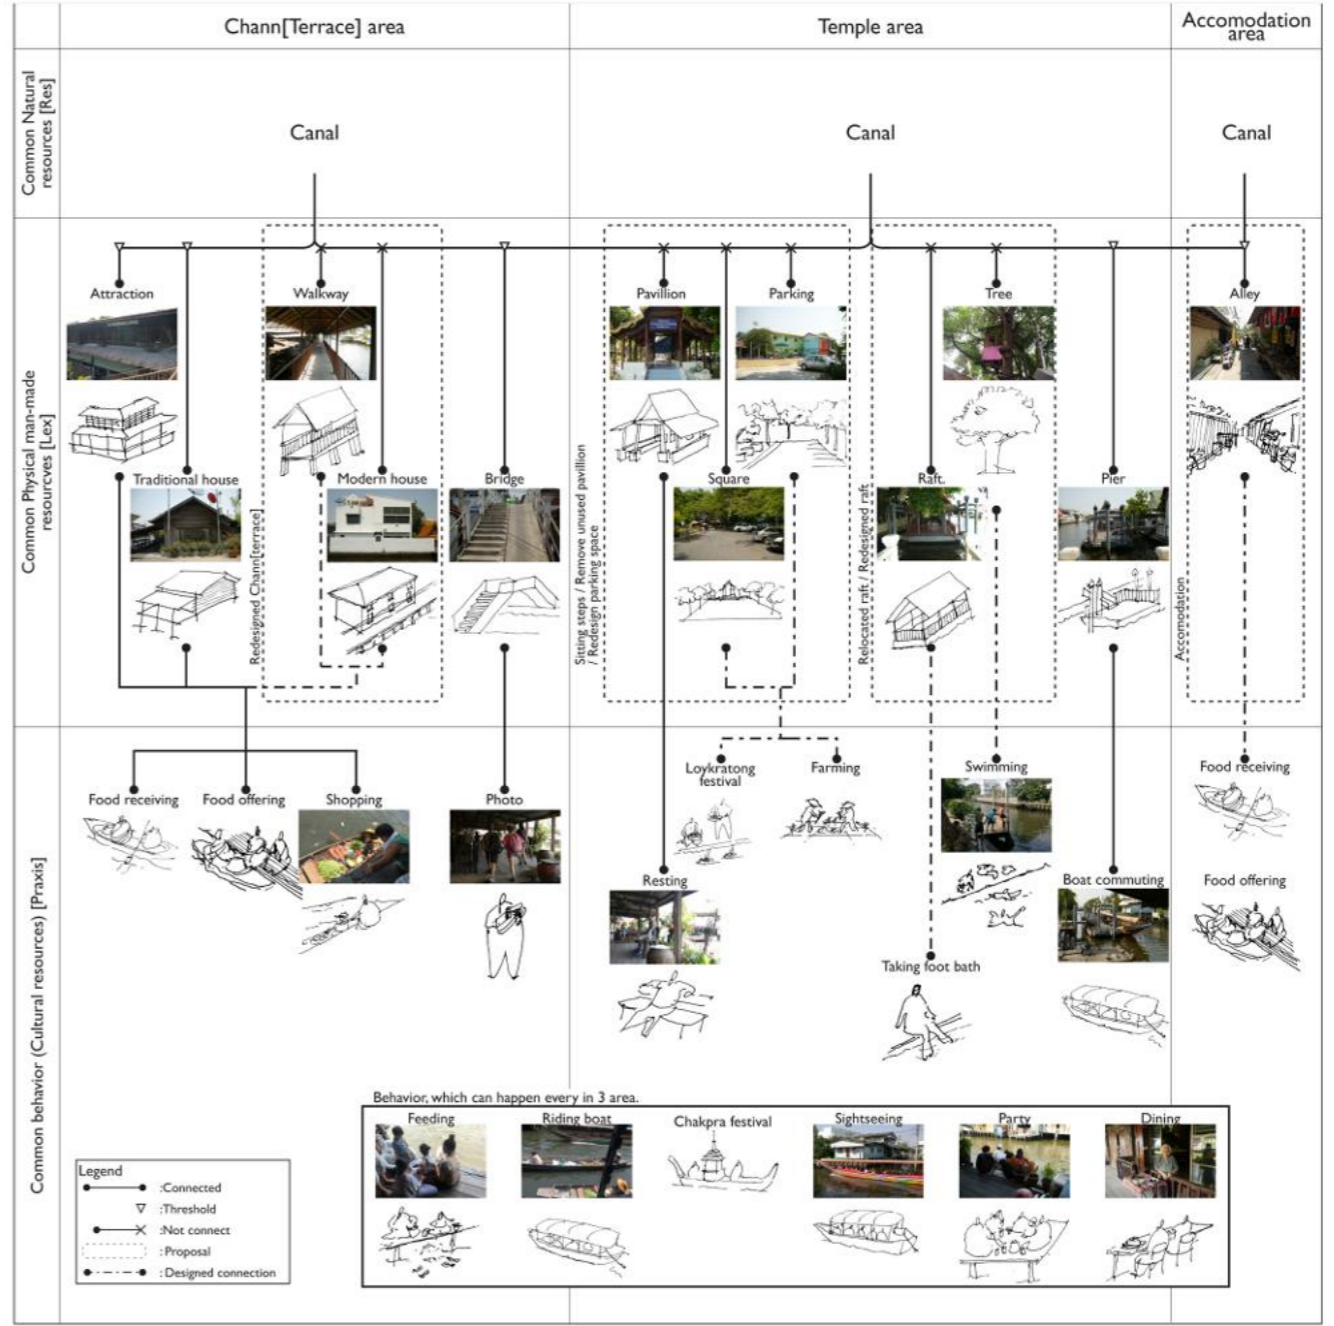 Chann[Terrace] area
Temple area
Accomodation
area
Common Natural
resources [Res]
Canal
Canal
Canal
Common Physical man-made
resources [Lex]
Attraction
Walkway
Pavillion
Parking
Tree
Alley
Traditional house
Modern house
Bridge
Square
Raft.
Pier
Redesigned Chann[terrace]
Sitting steps / Remove unused pavillion
/ Redesign parking space
Relocated raft / Redesigned raft
Accomodation
Common behavior (Cultural resources) [Praxis]
Food receiving
Food offering
Shopping
Photo
Loykratong
festival
Farming
Swimming
Food receiving
Resting
Boat commuting
Food offering
Taking foot bath
Behavior, which can happen every in 3 area.
Feeding
Riding boat
Chakpra festival
Sightseeing
Party
Dining
Legend
:Connected
:Threshold
:Not connect
:Proposal
:Designed connection